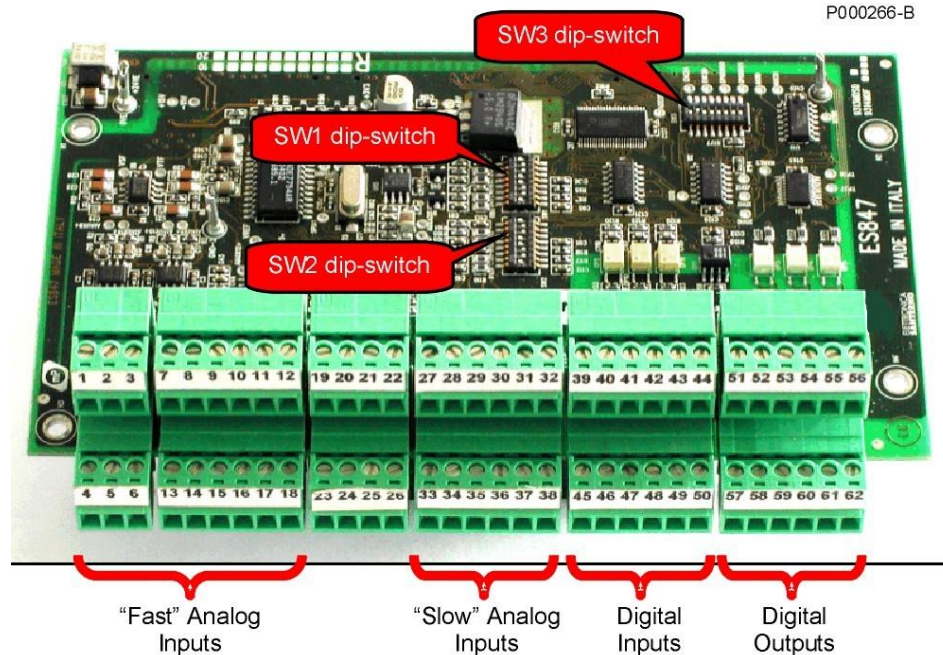 P000266-B
SW3 dip-switch
SW1 dip-switch
SW2 dip-switch
ES847
MADE IN ITALY
ES847 MADE IN ITALY
1 2 3 7 8 9 10 11 12 19 20 21 22 27 28 29 30 31 32 39 40 41 42 43 44 51 52 53 54 55 56
4 5 6 13 14 15 16 17 18 23 24 25 26 33 34 35 36 37 38 45 46 47 48 49 50 57 58 59 60 61 62
“Fast” Analog
Inputs
“Slow” Analog
Inputs
Digital
Inputs
Digital
Outputs